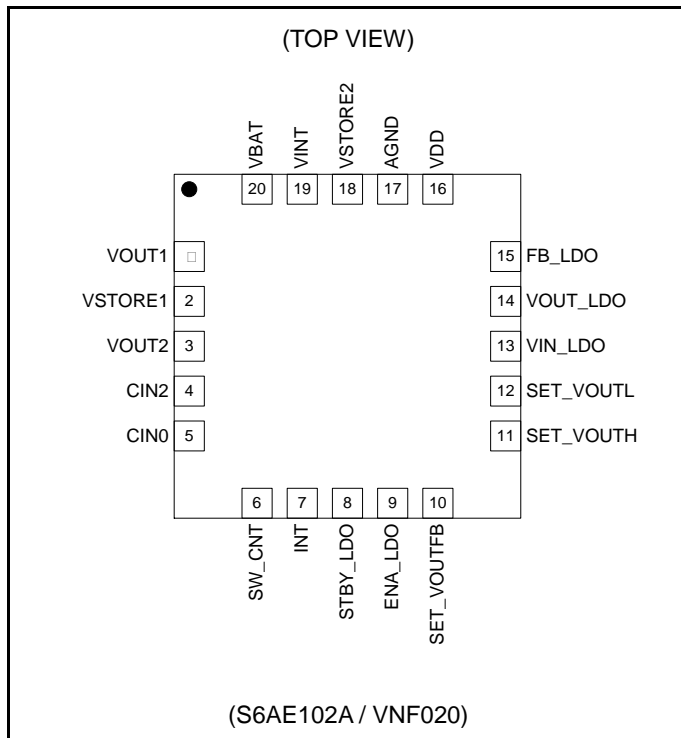 (TOP VIEW)
VBAT
VINT
VSTORE2
AGND
VDD
20
19
18
17
16
VOUT1
VSTORE1 2
VOUT2 3
CIN2 4
CIN0 5
15 FB_LDO
14 VOUT_LDO
13 VIN_LDO
12 SET_VOUTL
11 SET_VOUTH
6
7
8
9
10
SW_CNT
INT
STBY_LDO
ENA_LDO
SET_VOUTFB
(S6AE102A / VNF020)